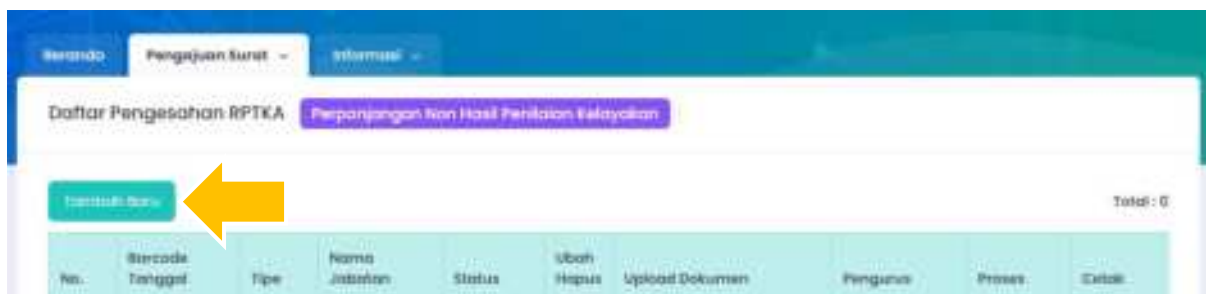 Beranda Pengajuan Surat Informasi
Daftar Pengesahan RPTKA Perpanjangan Non Hasil Penilaian Kelayakan
Tambah Baru Total : 0
No. Barcode Tanggal Tipe Nama Jabatan Status Ubah Hapus Upload Dokumen Pengurus Proses Cetak